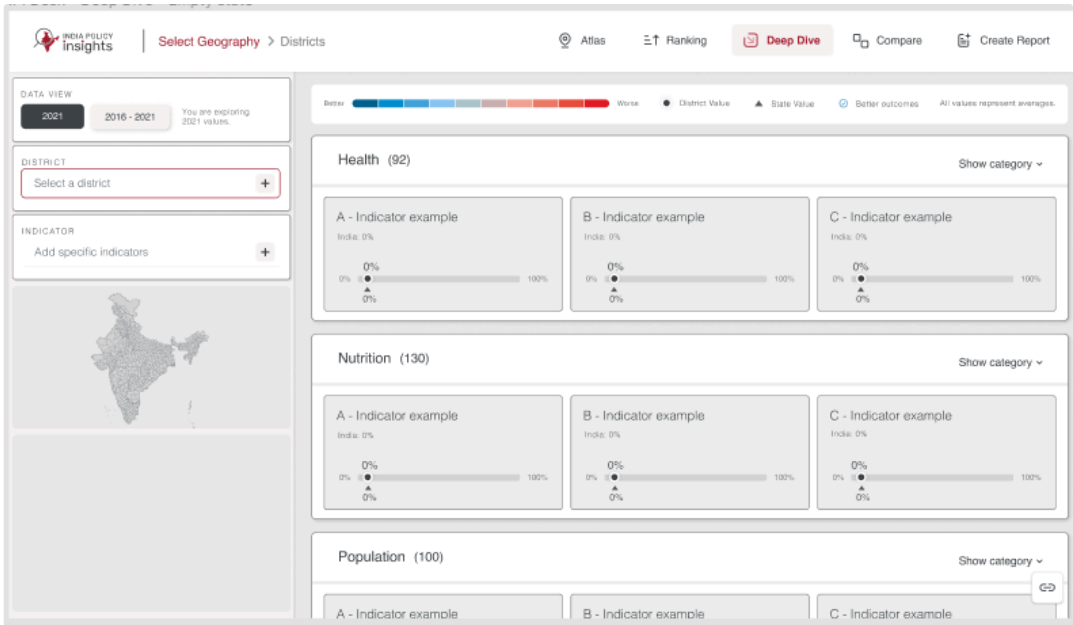 INDIA POLICY
insights
Select Geography > Districts
Atlas
Ranking
Deep Dive
Compare
Create Report
DATA VIEW
2021
2016 - 2021
You are exploring
2021 values.
DISTRICT
Select a district
INDICATOR
Add specific indicators
Better
Worse
District Value
State Value
Better outcomes
All values represent averages.
Health (92)
Show category
A - Indicator example
India: 0%
0%
0%
100%
0%
B - Indicator example
India: 0%
0%
0%
100%
0%
C - Indicator example
India: 0%
0%
0%
100%
0%
Nutrition (130)
Show category
A - Indicator example
India: 0%
0%
0%
100%
0%
B - Indicator example
India: 0%
0%
0%
100%
0%
C - Indicator example
India: 0%
0%
0%
100%
0%
Population (100)
Show category
A - Indicator example
B - Indicator example
C - Indicator example